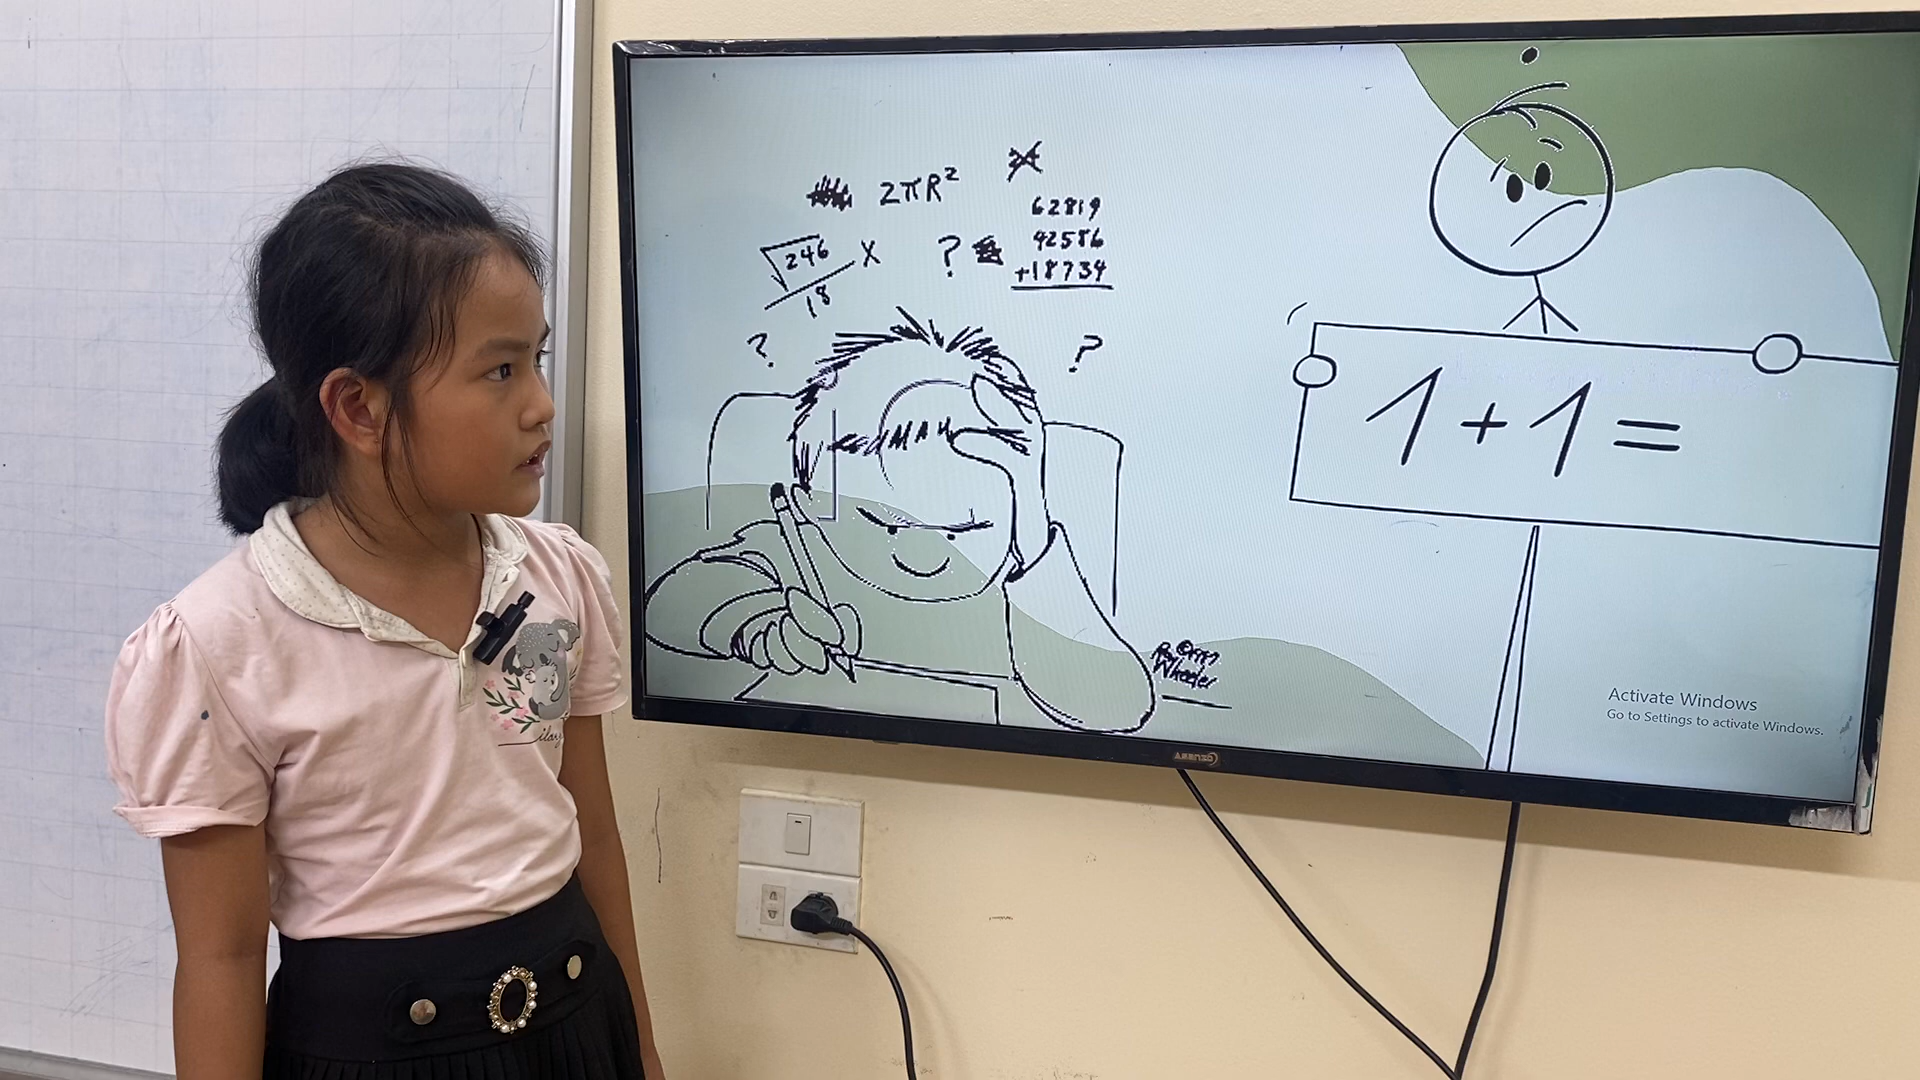 2πR²
√246 X
18
?
62819
42586
+18734
?
?
1 + 1 =
Wheeler
Activate Windows
Go to Settings to activate Windows.